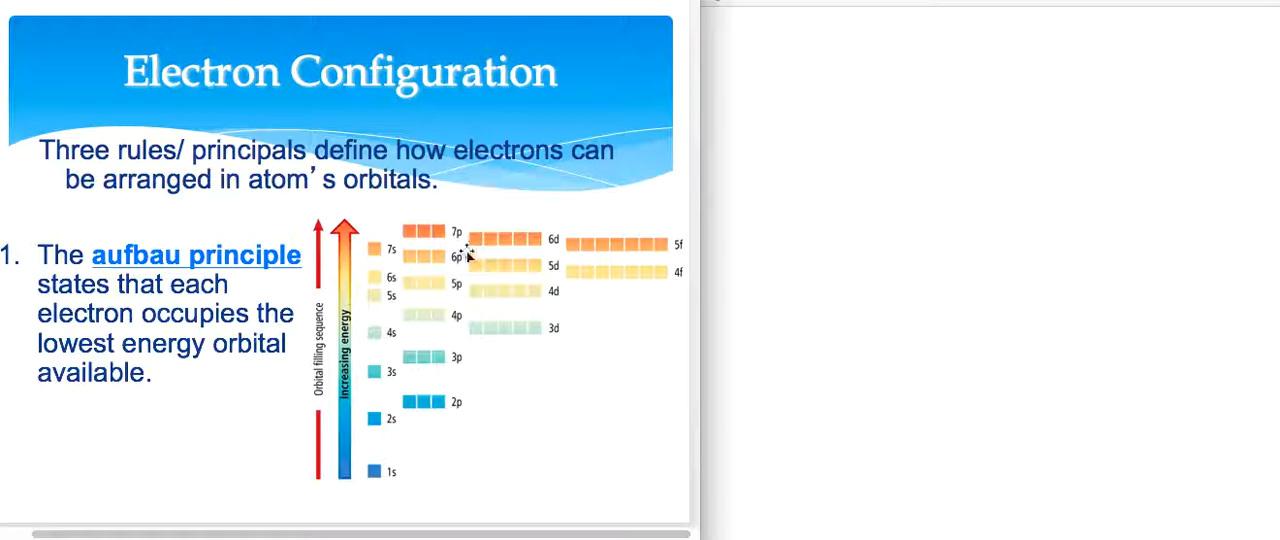 Electron Configuration
Three rules/ principals define how electrons can
be arranged in atom's orbitals.
1. The aufbau principle
states that each
electron occupies the
lowest energy orbital
available.
Orbital filling sequence
Increasing energy
7p
6d
5f
7s
6p
5d
4f
6s
5p
4d
5s
4p
3d
4s
3p
3s
2p
2s
1s